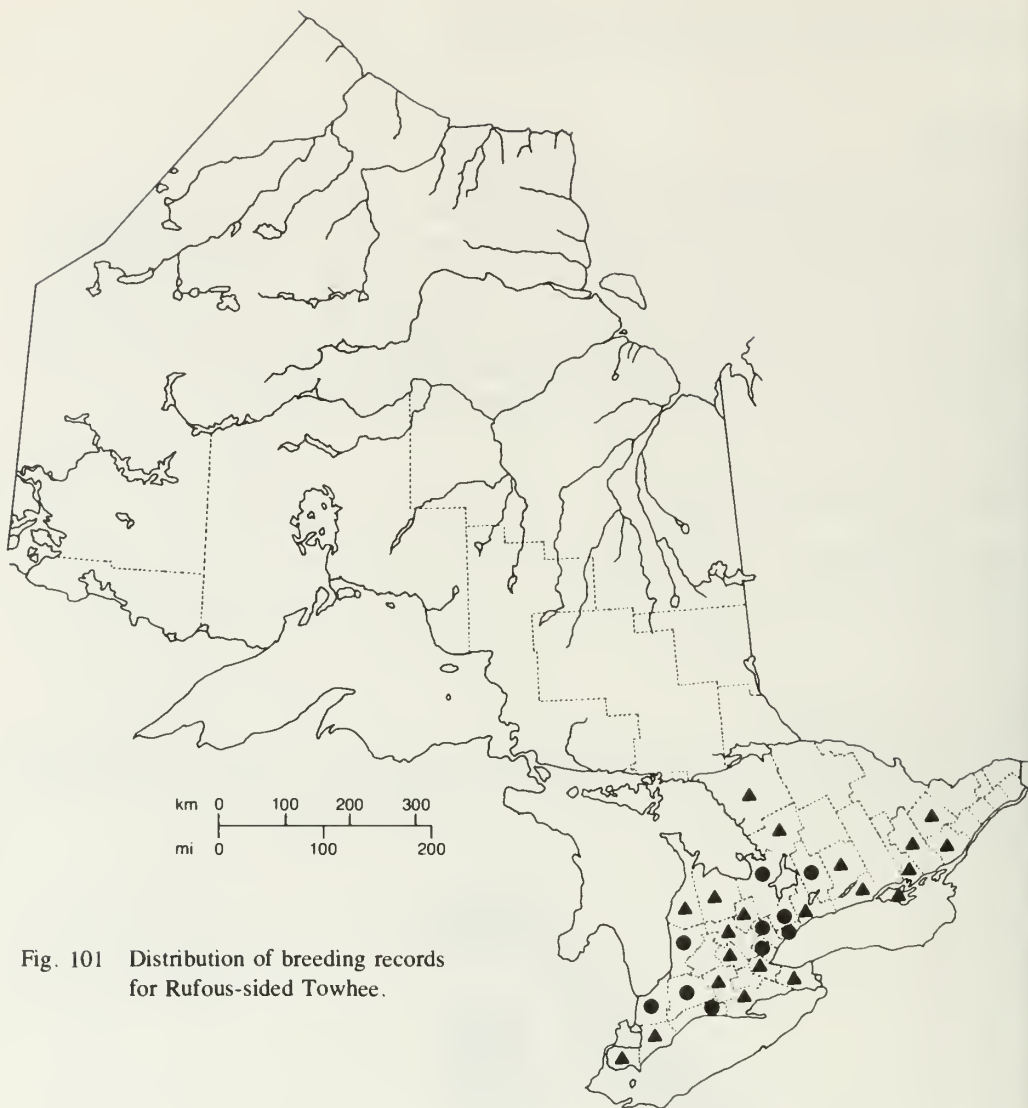 km 0 100 200 300
mi 0 100 200
Fig. 101 Distribution of breeding records
for Rufous-sided Towhee.